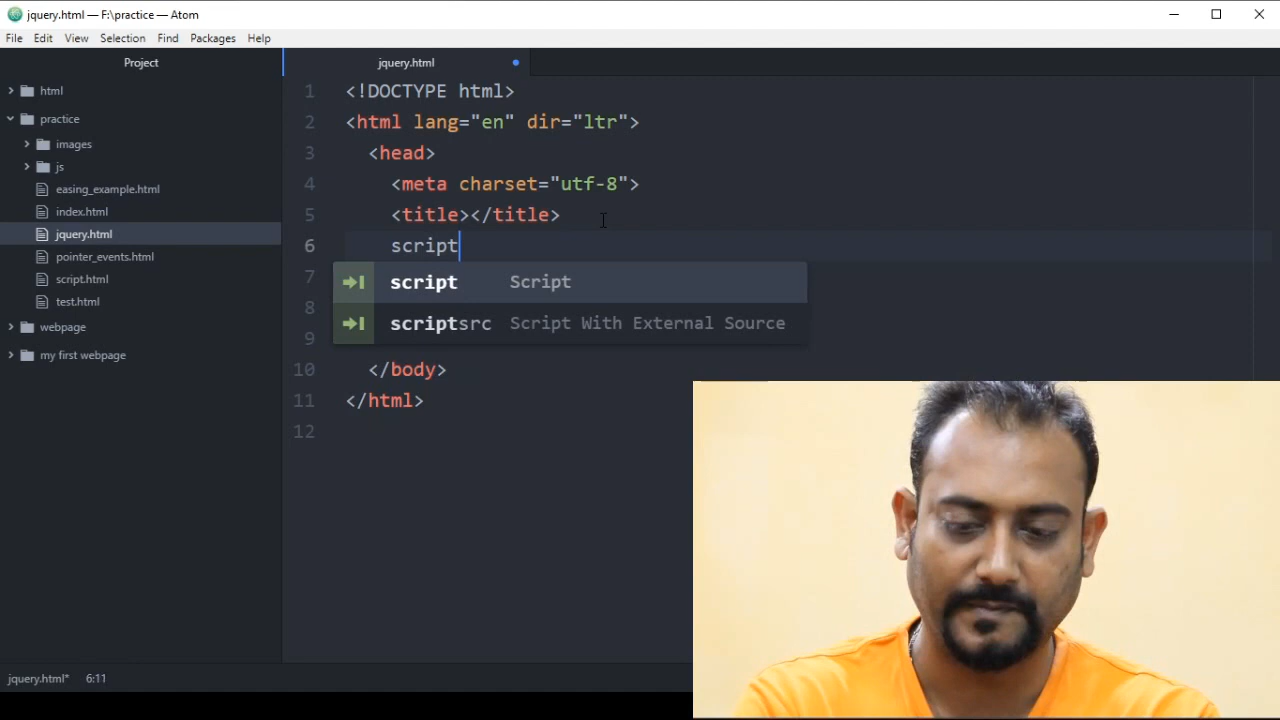 jquery.html — F:\practice — Atom
File Edit View Selection Find Packages Help
Project
html
practice
images
js
easing_example.html
index.html
jquery.html
pointer_events.html
script.html
test.html
webpage
my first webpage
jquery.html
1 <!DOCTYPE html>
2 <html lang="en" dir="ltr">
3 <head>
4 <meta charset="utf-8">
5 <title></title>
6 script
7
8
9
script Script
scriptsrc Script With External Source
10 </body>
11 </html>
12
jquery.html* 6:11